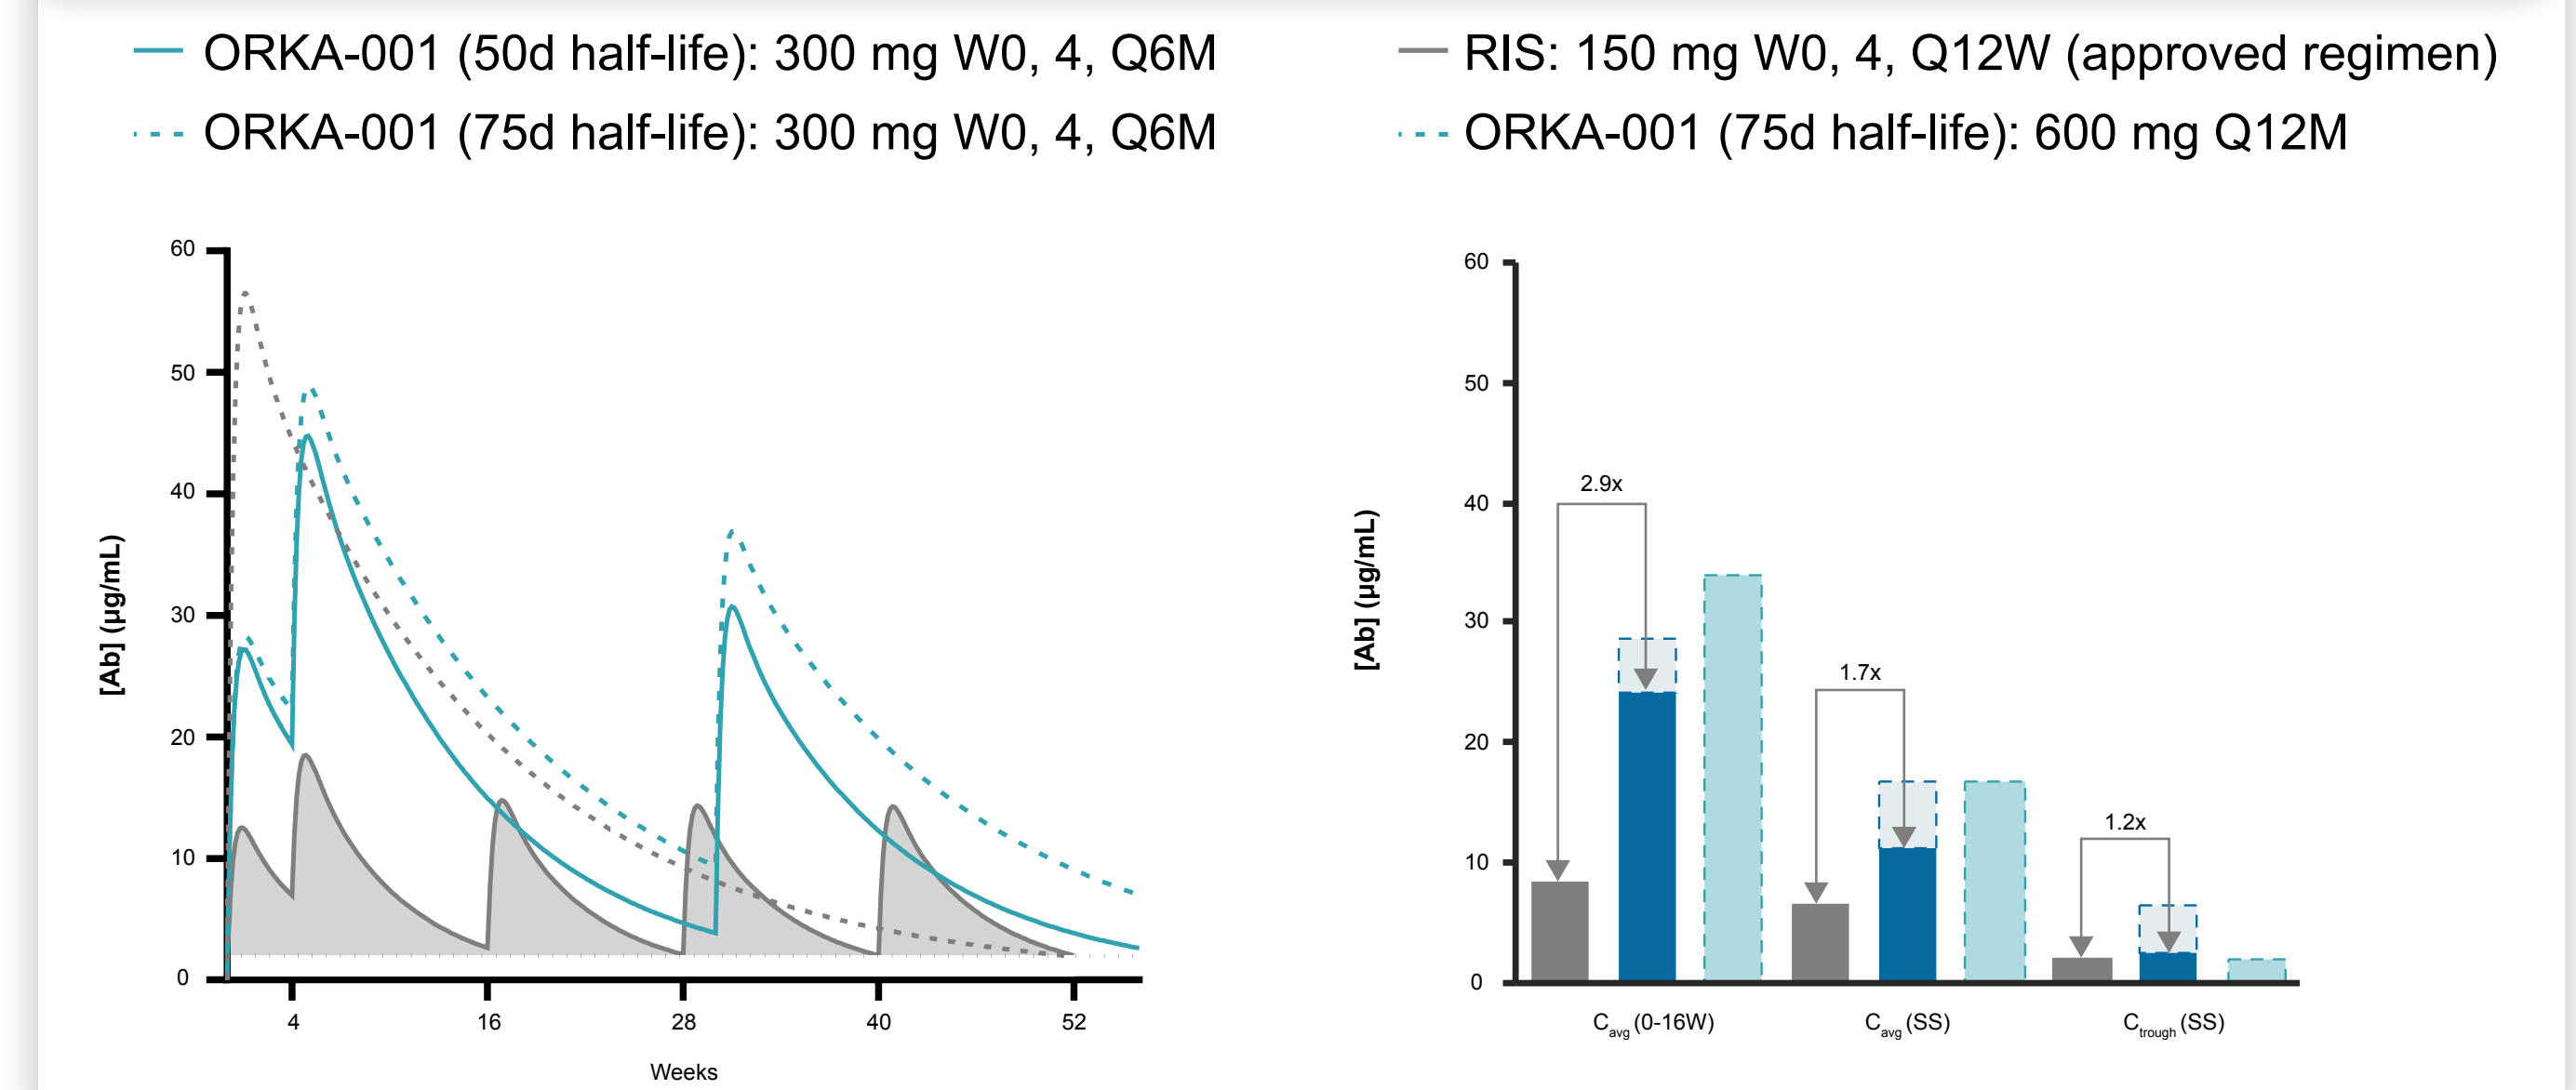 ORKA-001 (50d half-life): 300 mg W0, 4, Q6M
RIS: 150 mg W0, 4, Q12W (approved regimen)
ORKA-001 (75d half-life): 300 mg W0, 4, Q6M
ORKA-001 (75d half-life): 600 mg Q12M
60
50
40
30
20
10
0
[Ab] (µg/mL)
4 16 28 40 52
Weeks
60
50
40
30
20
10
0
[Ab] (µg/mL)
2.9x
1.7x
1.2x
Cavg (0-16W) Cavg (SS) Ctrough (SS)